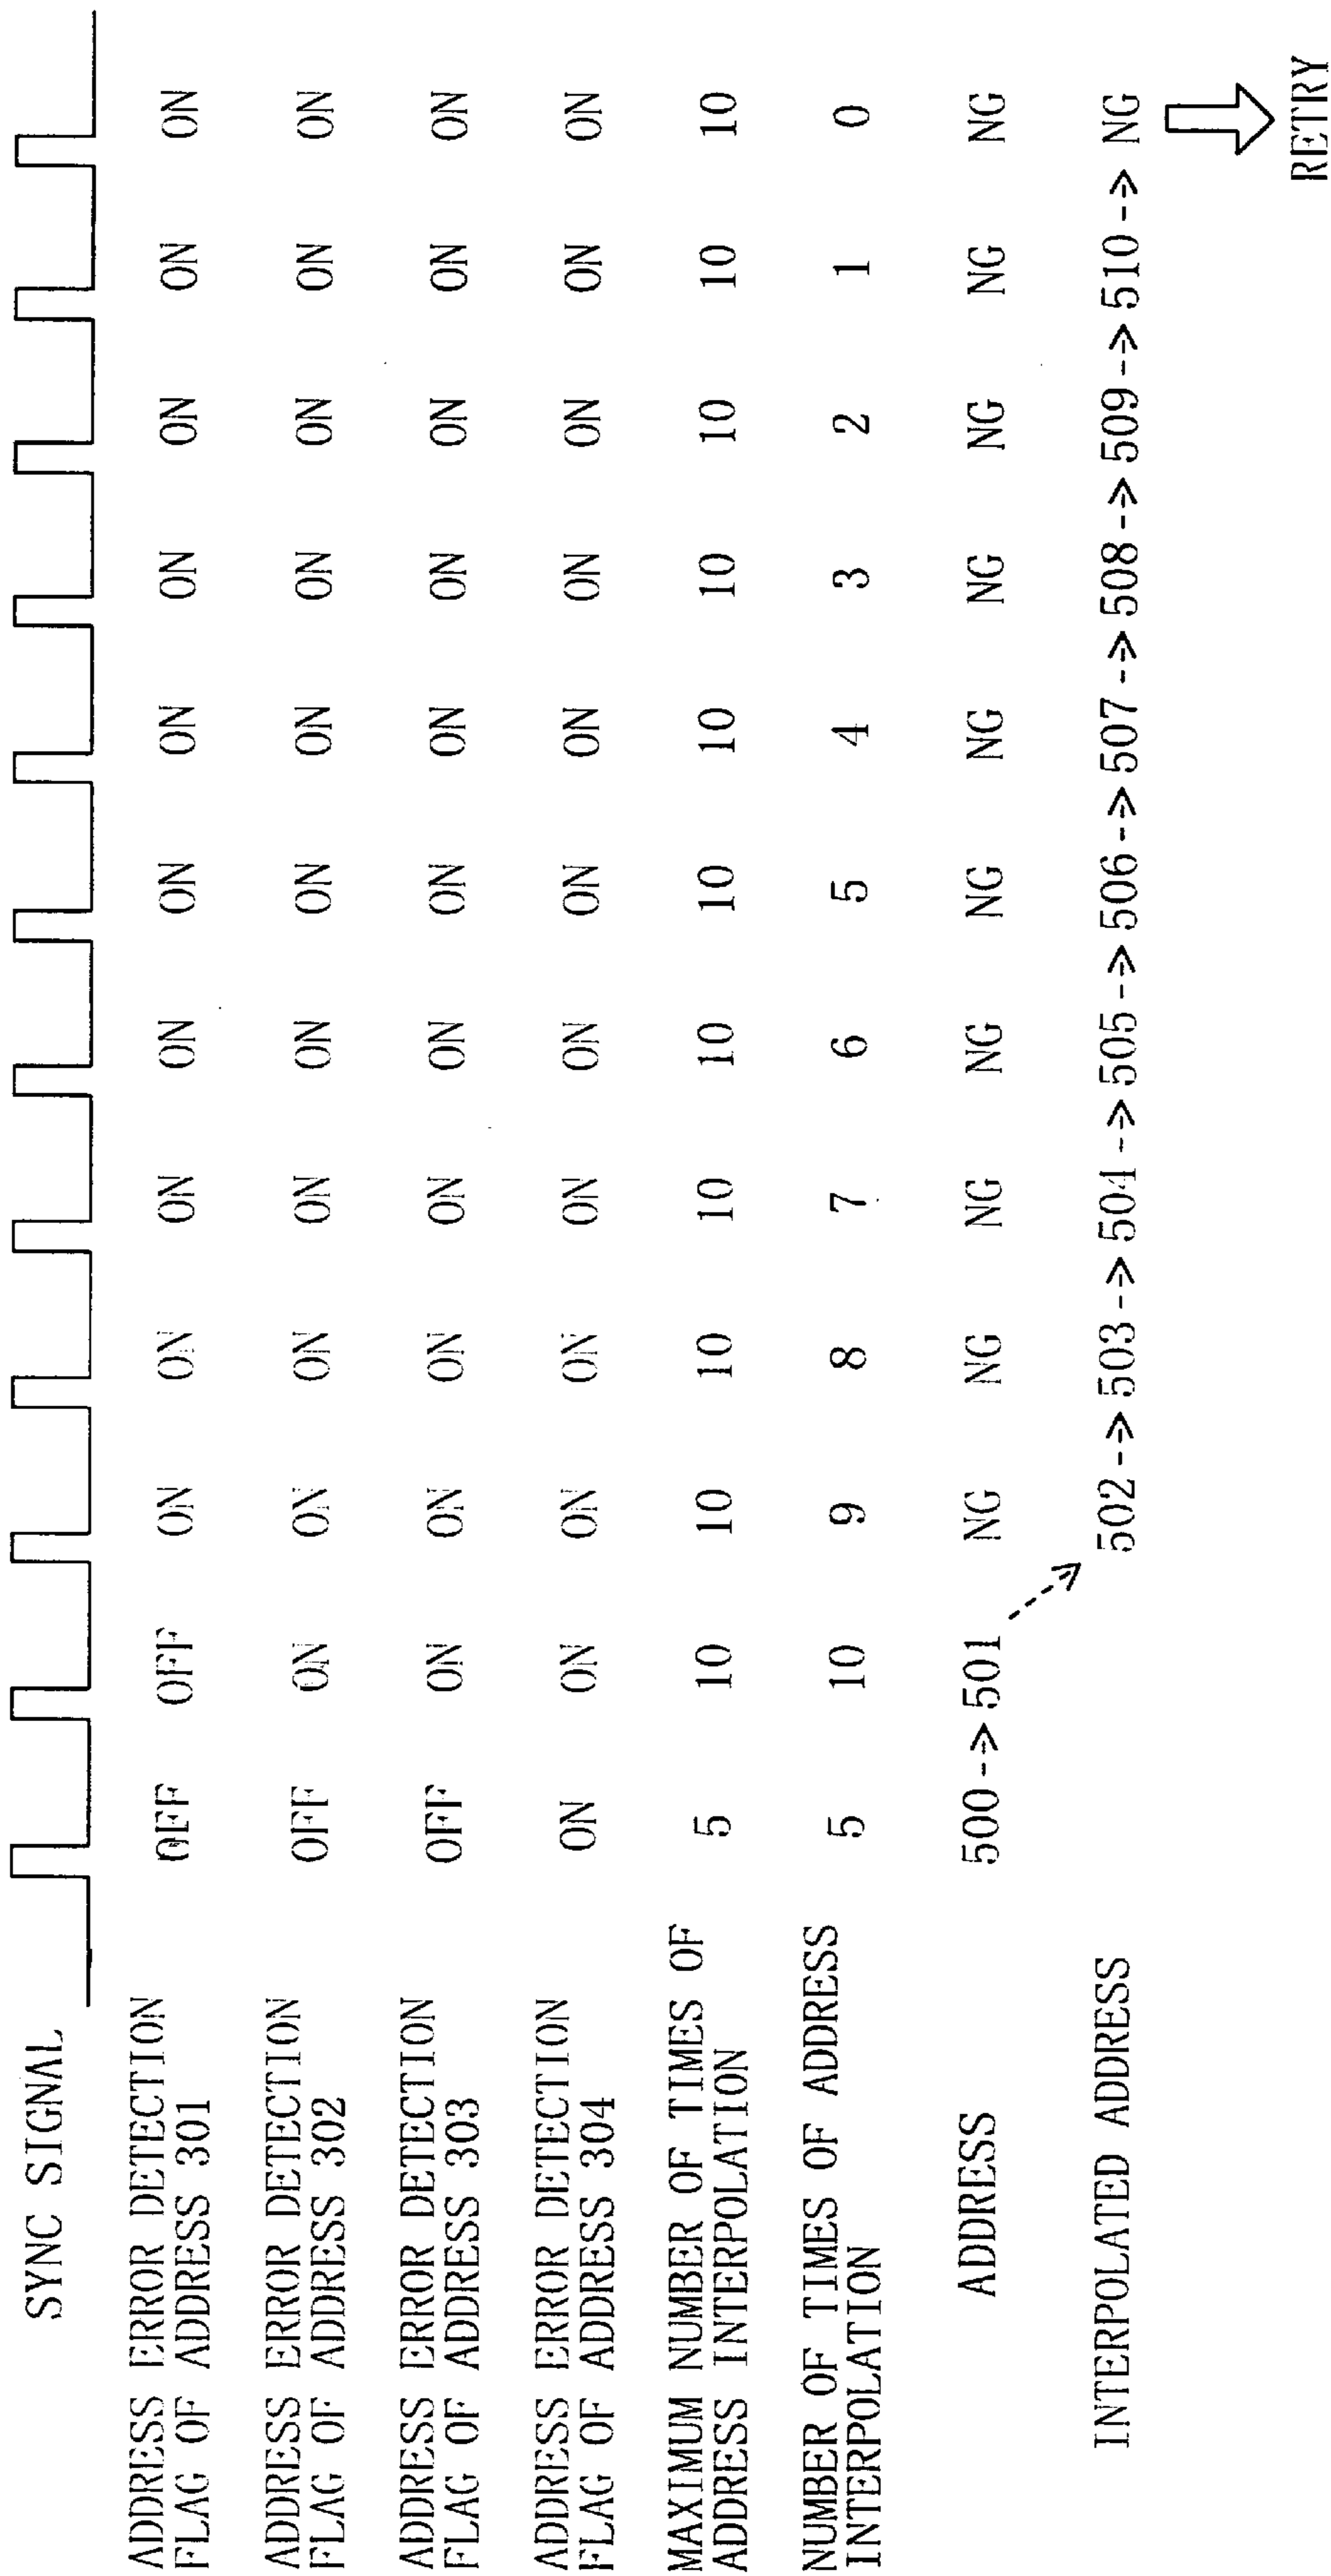 SYNC SIGNAL
ADDRESS ERROR DETECTION
FLAG OF ADDRESS 301
OFF OFF ON ON ON ON ON ON ON ON ON ON
ADDRESS ERROR DETECTION
FLAG OF ADDRESS 302
OFF ON ON ON ON ON ON ON ON ON ON ON
ADDRESS ERROR DETECTION
FLAG OF ADDRESS 303
OFF ON ON ON ON ON ON ON ON ON ON ON
ADDRESS ERROR DETECTION
FLAG OF ADDRESS 304
ON ON ON ON ON ON ON ON ON ON ON ON
MAXIMUM NUMBER OF TIMES OF
ADDRESS INTERPOLATION
5 10 10 10 10 10 10 10 10 10 10 10
NUMBER OF TIMES OF ADDRESS
INTERPOLATION
5 10 9 8 7 6 5 4 3 2 1 0
ADDRESS
500-->501 NG NG NG NG NG NG NG NG NG NG
INTERPOLATED ADDRESS
502-->503-->504-->505-->506-->507-->508-->509-->510--> NG
RETRY